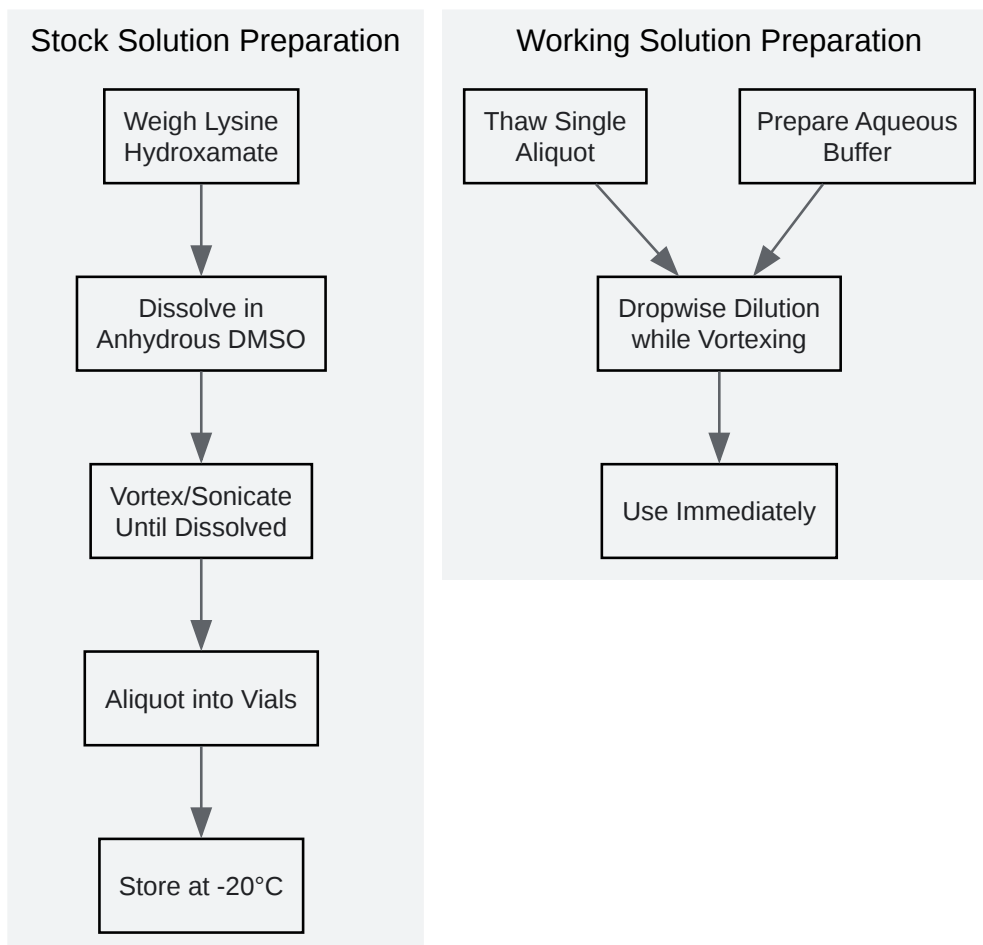 Stock Solution Preparation
Weigh Lysine
Hydroxamate
Dissolve in
Anhydrous DMSO
Vortex/Sonicate
Until Dissolved
Aliquot into Vials
Store at -20°C
Working Solution Preparation
Thaw Single
Aliquot
Prepare Aqueous
Buffer
Dropwise Dilution
while Vortexing
Use Immediately